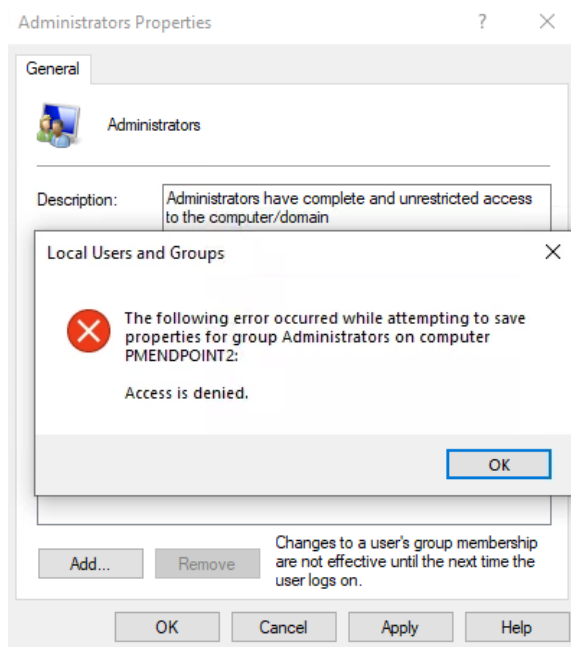 Administrators Properties
?
General
Administrators
Description:
Administrators have complete and unrestricted access
to the computer/domain
Local Users and Groups
The following error occurred while attempting to save
properties for group Administrators on computer
PMENDPOINT2:
Access is denied.
OK
Add...
Remove
Changes to a user's group membership
are not effective until the next time the
user logs on.
OK
Cancel
Apply
Help